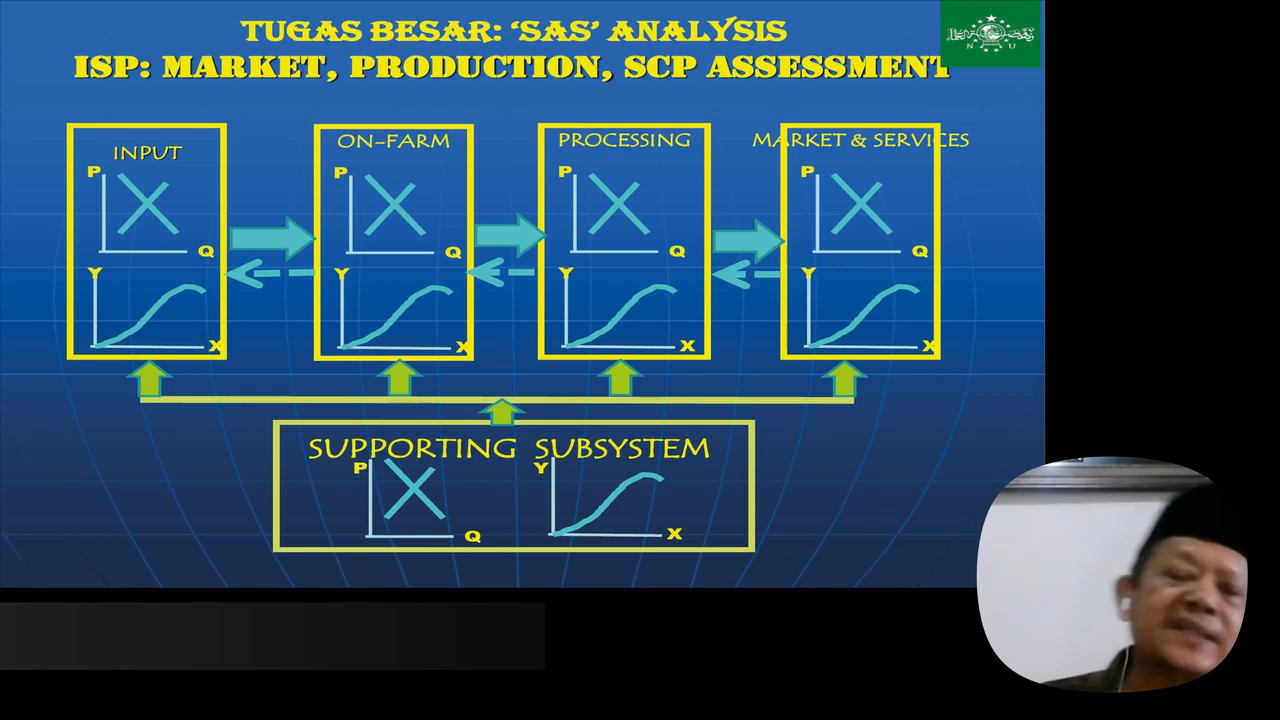 TUGAS BESAR: ‘SAS’ ANALYSIS
ISP: MARKET, PRODUCTION, SCP ASSESSMENT
N U
INPUT
ON-FARM
PROCESSING
MARKET & SERVICES
P
P
P
P
Q
Q
Q
Q
Y
Y
Y
Y
X
X
X
X
SUPPORTING SUBSYSTEM
P
Y
Q
X